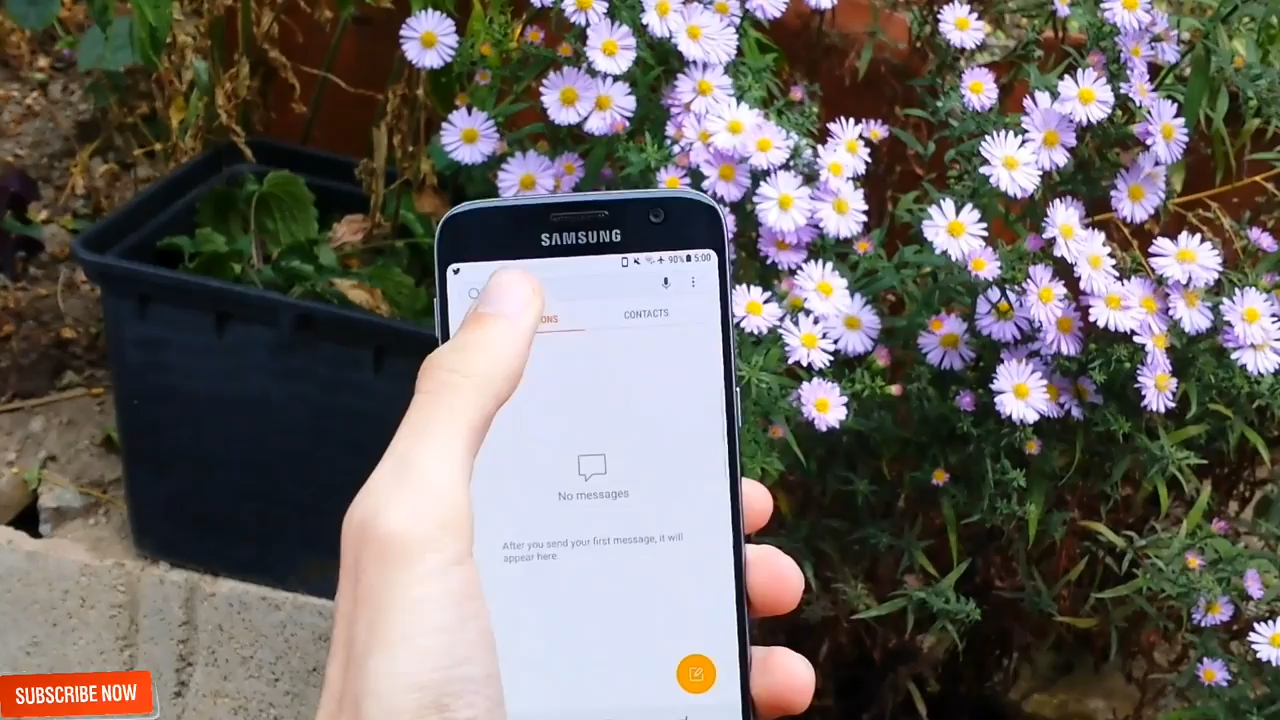 SAMSUNG
90% 5:00
ONS
CONTACTS
No messages
After you send your first message, it will
appear here.
SUBSCRIBE NOW